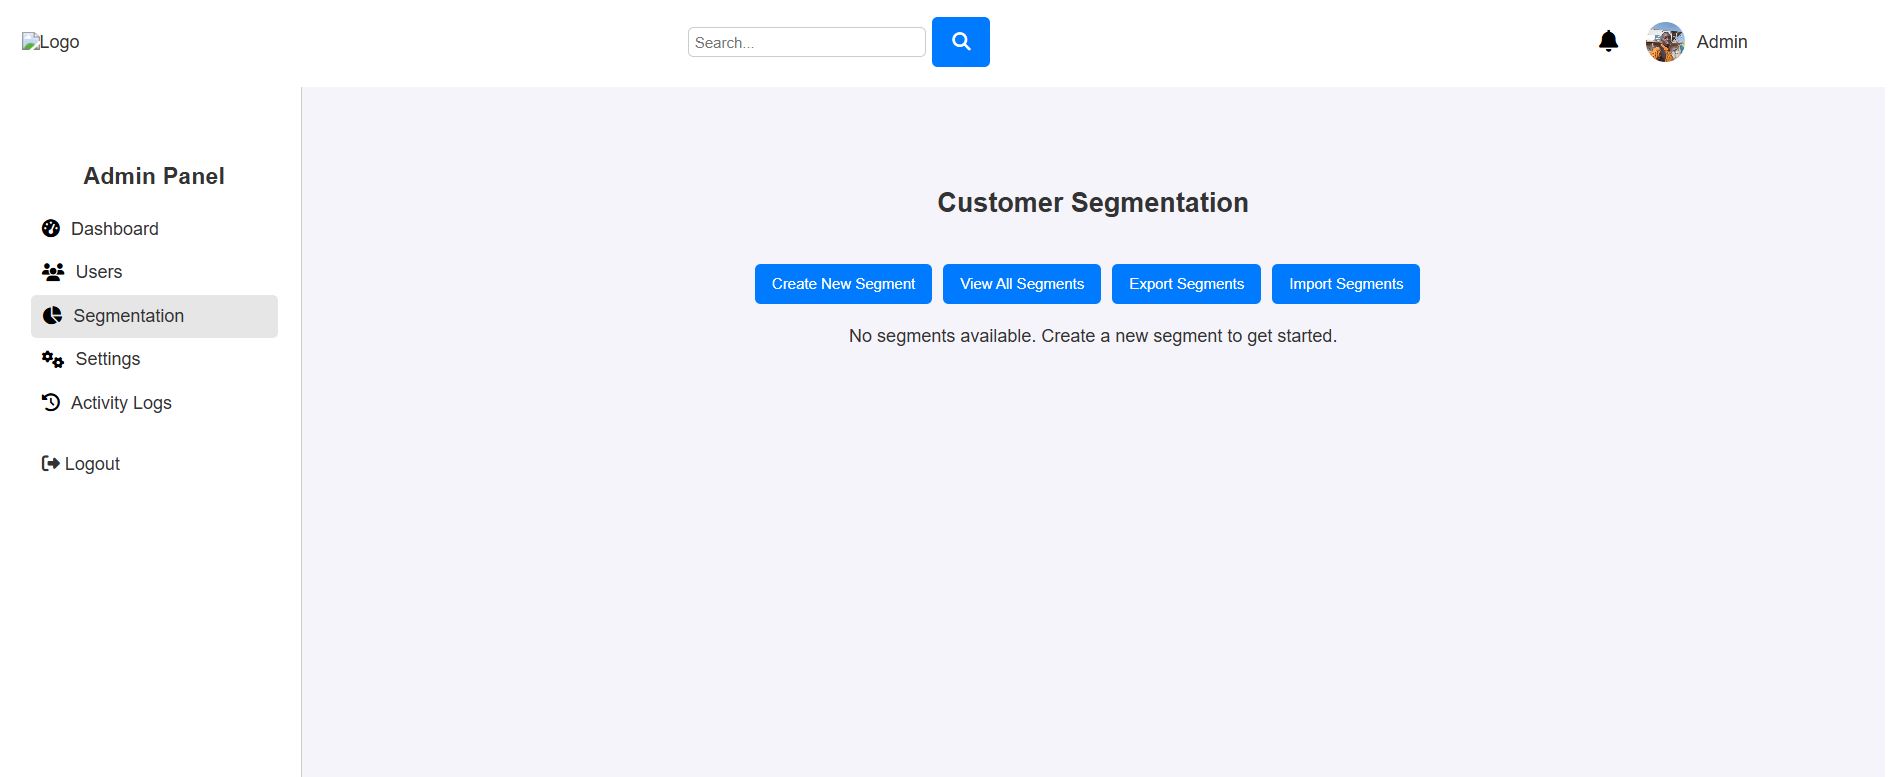 Logo
Search...
Admin
Admin Panel
Dashboard
Users
Segmentation
Settings
Activity Logs
Logout
Customer Segmentation
Create New Segment View All Segments Export Segments Import Segments
No segments available. Create a new segment to get started.